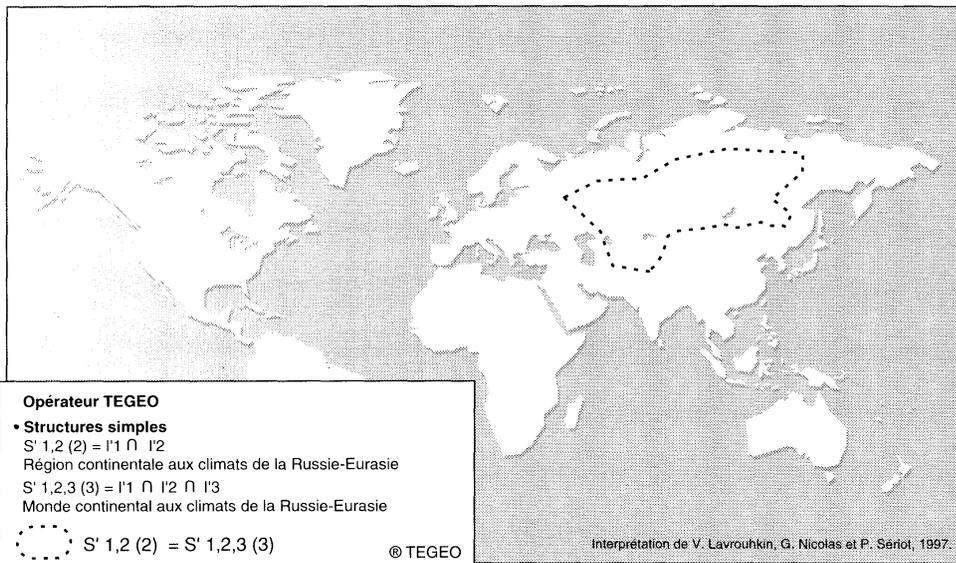 Opérateur TEGEO
• Structures simples
S' 1,2 (2) = I'1 ∩ I'2
Région continentale aux climats de la Russie-Eurasie
S' 1,2,3 (3) = I'1 ∩ I'2 ∩ I'3
Monde continental aux climats de la Russie-Eurasie
S' 1,2 (2) = S' 1,2,3 (3)
® TEGEO
Interprétation de V. Lavrouhkin, G. Nicolas et P. Sériot, 1997.